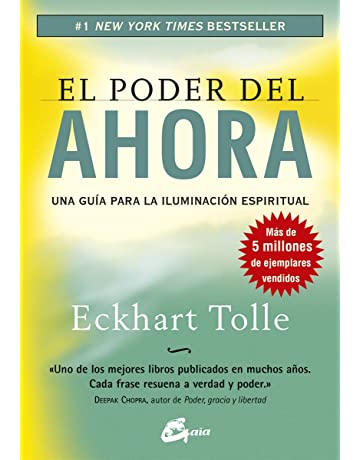 #1 NEW YORK TIMES BESTSELLER
EL PODER DEL
AHORA
UNA GUÍA PARA LA ILUMINACIÓN ESPIRITUAL
Más de
5 millones
de ejemplares
vendidos
Eckhart Tolle
«Uno de los mejores libros publicados en muchos años.
Cada frase resuena a verdad y poder.»
DEEPAK CHOPRA, autor de Poder, gracia y libertad
Gaia